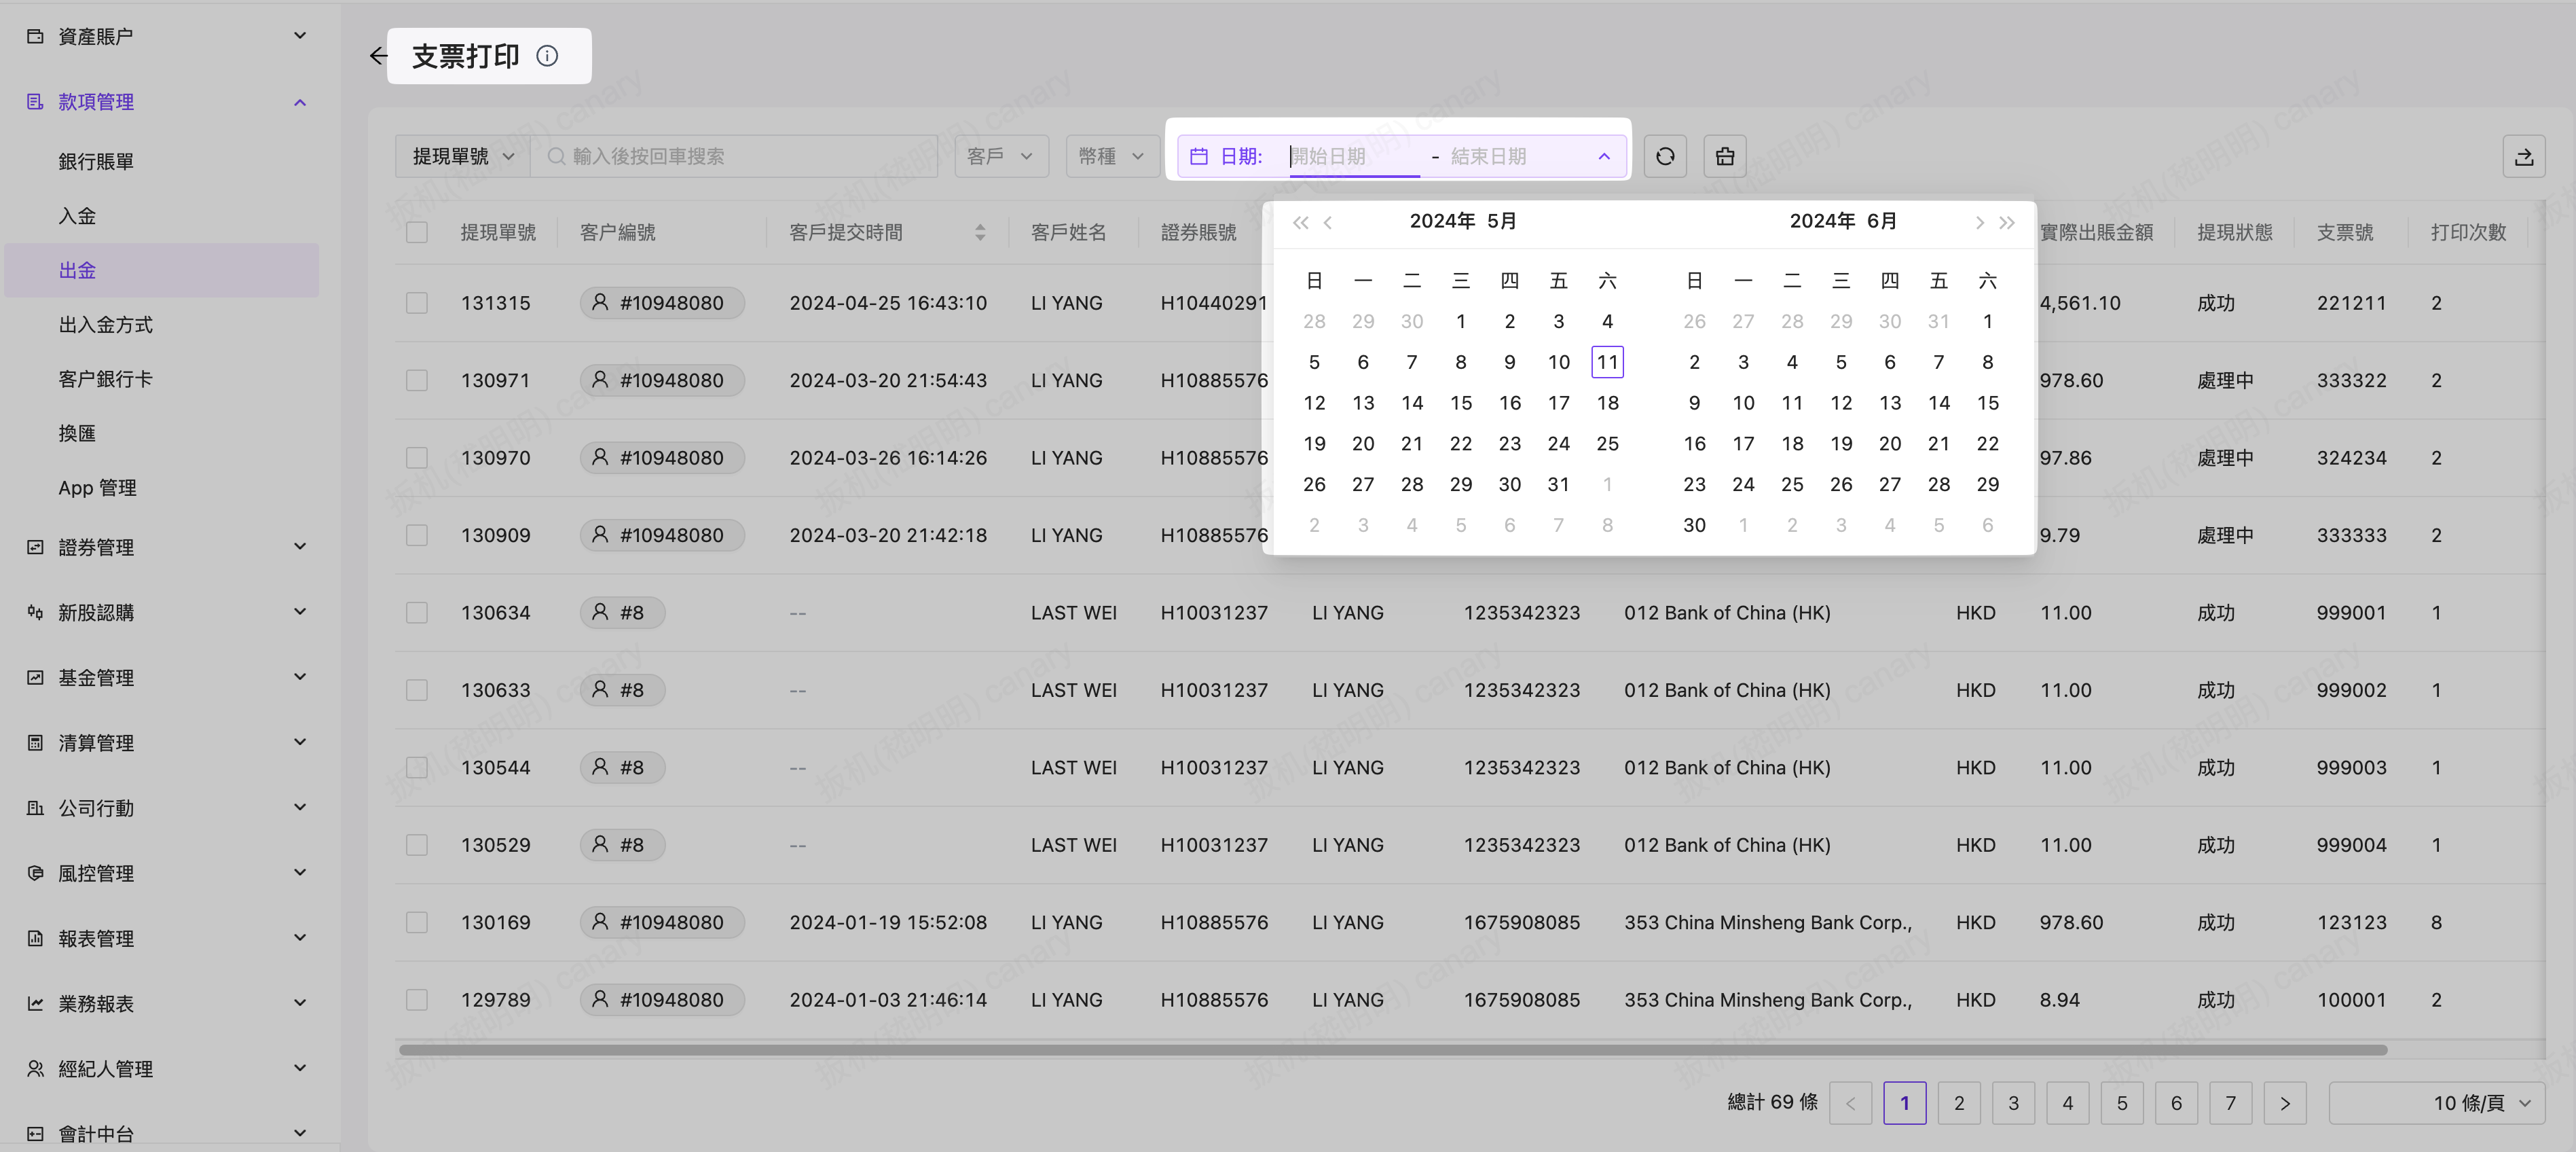 資產賬户
款項管理
銀行賬單
入金
出金
出入金方式
客户銀行卡
換匯
App 管理
證券管理
新股認購
基金管理
清算管理
公司行動
風控管理
報表管理
業務報表
經紀人管理
會計中台
支票打印
提現單號 輸入後按回車搜索 客戶 幣種 日期: 開始日期 - 結束日期
提現單號 客户編號 客戶提交時間 客戶姓名 證券賬號 實際出賬金額 提現狀態 支票號 打印次數
131315 #10948080 2024-04-25 16:43:10 LI YANG H10440291 4,561.10 成功 221211 2
130971 #10948080 2024-03-20 21:54:43 LI YANG H10885576 978.60 處理中 333322 2
130970 #10948080 2024-03-26 16:14:26 LI YANG H10885576 97.86 處理中 324234 2
130909 #10948080 2024-03-20 21:42:18 LI YANG H10885576 9.79 處理中 333333 2
130634 #8 -- LAST WEI H10031237 LI YANG 1235342323 012 Bank of China (HK) HKD 11.00 成功 999001 1
130633 #8 -- LAST WEI H10031237 LI YANG 1235342323 012 Bank of China (HK) HKD 11.00 成功 999002 1
130544 #8 -- LAST WEI H10031237 LI YANG 1235342323 012 Bank of China (HK) HKD 11.00 成功 999003 1
130529 #8 -- LAST WEI H10031237 LI YANG 1235342323 012 Bank of China (HK) HKD 11.00 成功 999004 1
130169 #10948080 2024-01-19 15:52:08 LI YANG H10885576 LI YANG 1675908085 353 China Minsheng Bank Corp., HKD 978.60 成功 123123 8
129789 #10948080 2024-01-03 21:46:14 LI YANG H10885576 LI YANG 1675908085 353 China Minsheng Bank Corp., HKD 8.94 成功 100001 2
2024年 5月
日 一 二 三 四 五 六
28 29 30 1 2 3 4
5 6 7 8 9 10 11
12 13 14 15 16 17 18
19 20 21 22 23 24 25
26 27 28 29 30 31 1
2 3 4 5 6 7 8
2024年 6月
日 一 二 三 四 五 六
26 27 28 29 30 31 1
2 3 4 5 6 7 8
9 10 11 12 13 14 15
16 17 18 19 20 21 22
23 24 25 26 27 28 29
30 1 2 3 4 5 6
總計 69 條 1 2 3 4 5 6 7 10 條/頁